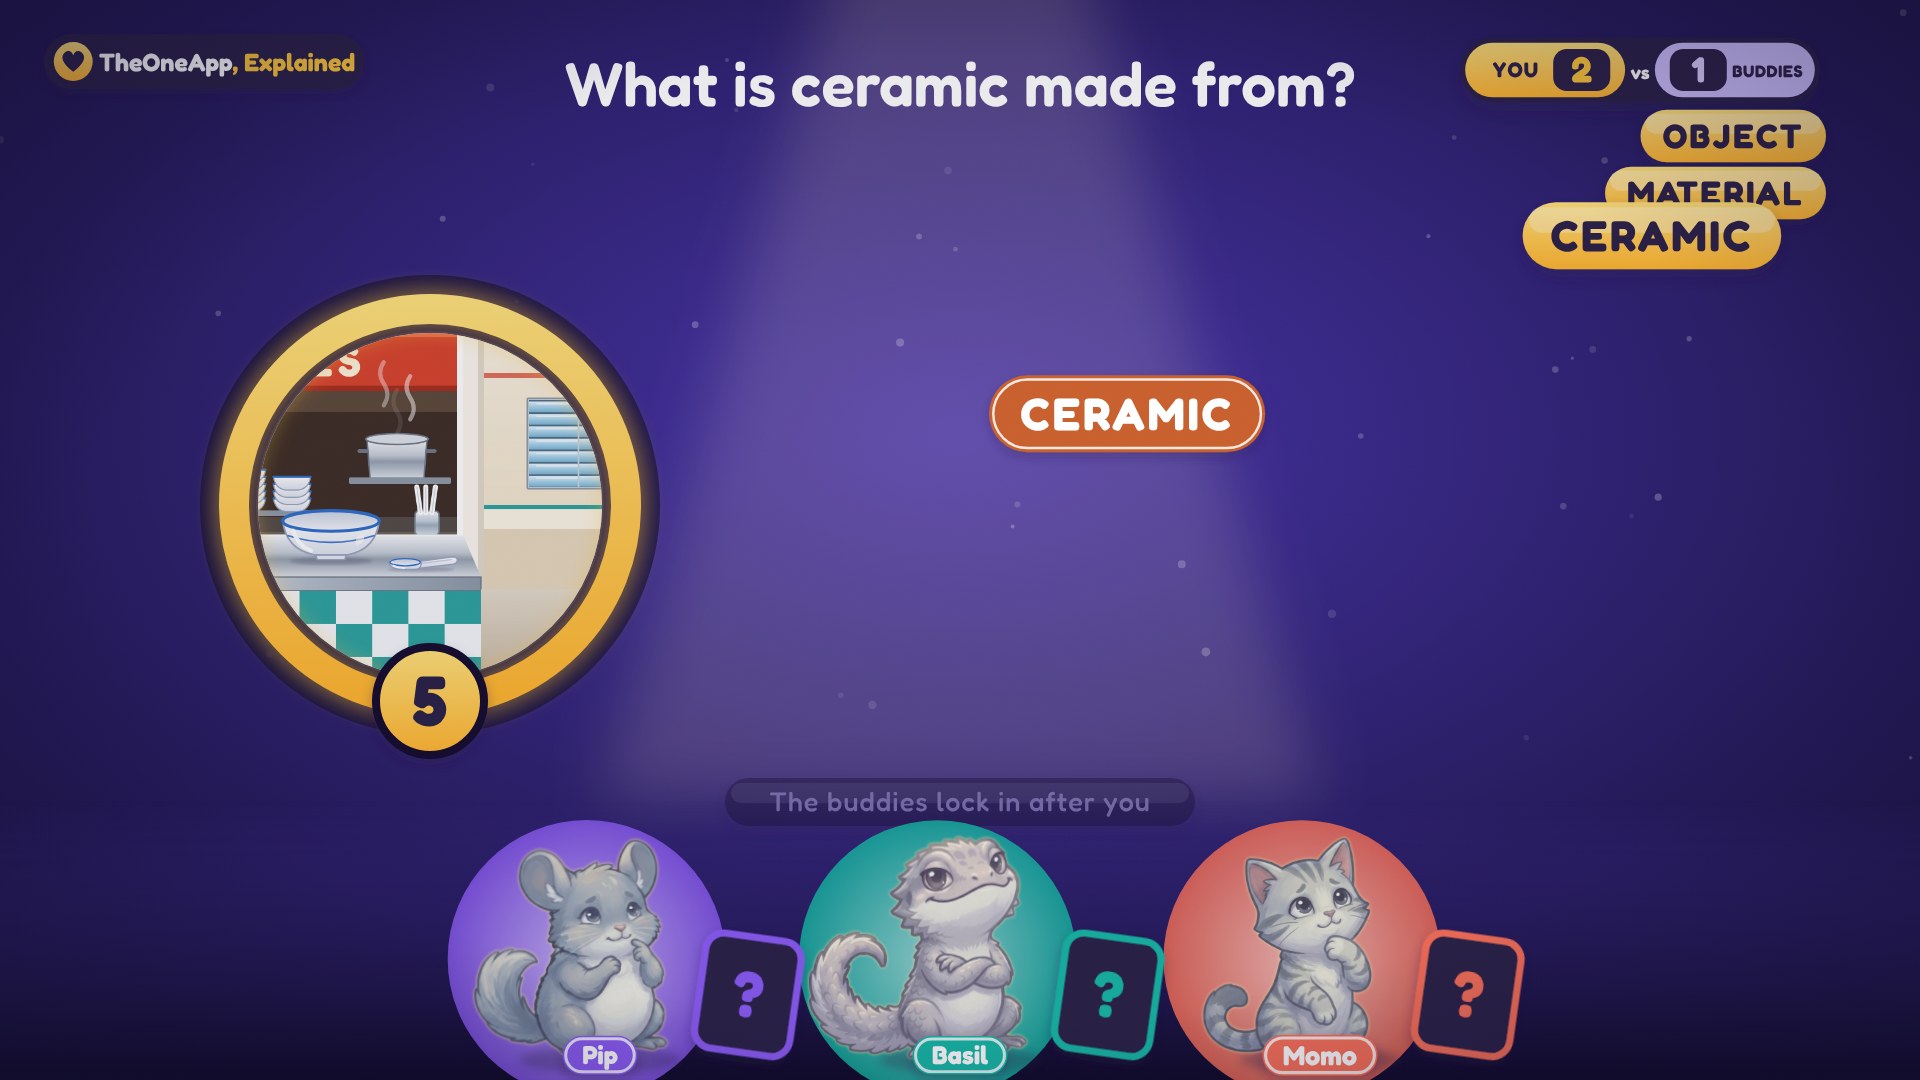 TheOneApp, Explained
What is ceramic made from?
YOU 2 vs 1 BUDDIES
OBJECT
MATERIAL
CERAMIC
CERAMIC
5
The buddies lock in after you
?
?
?
Pip
Basil
Momo